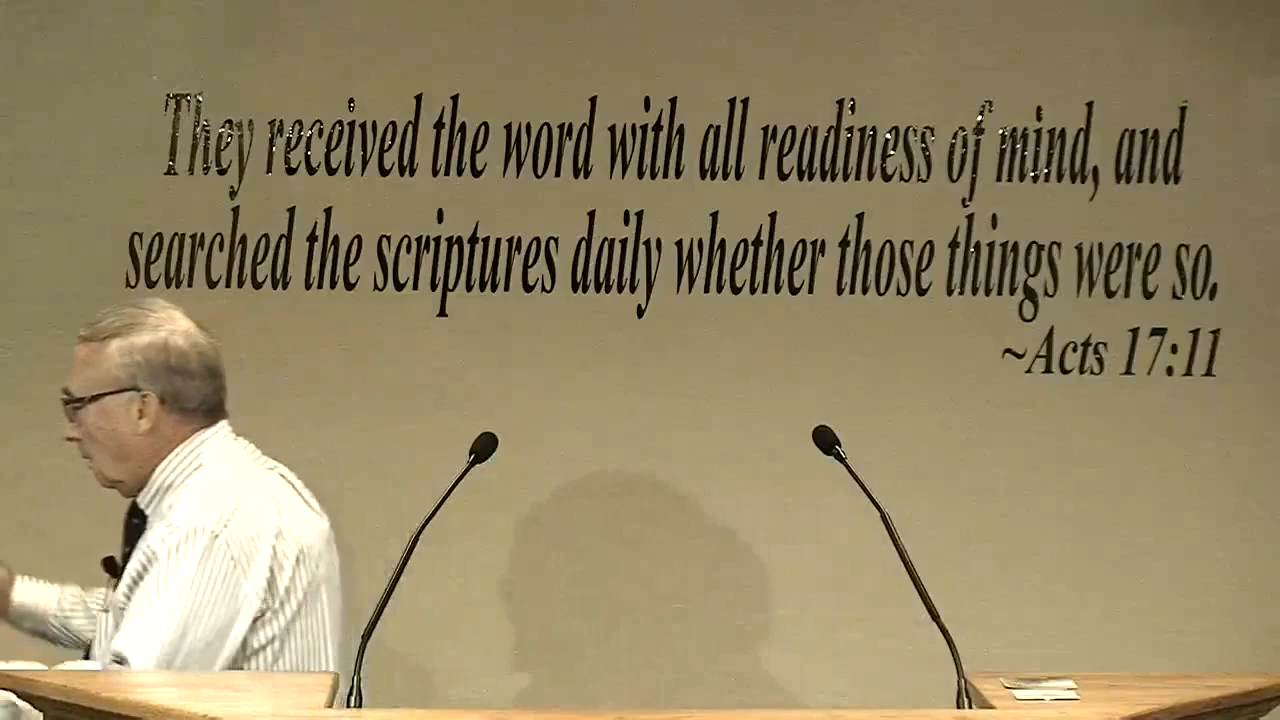 They received the word with all readiness of mind, and
searched the scriptures daily whether those things were so.
~Acts 17:11